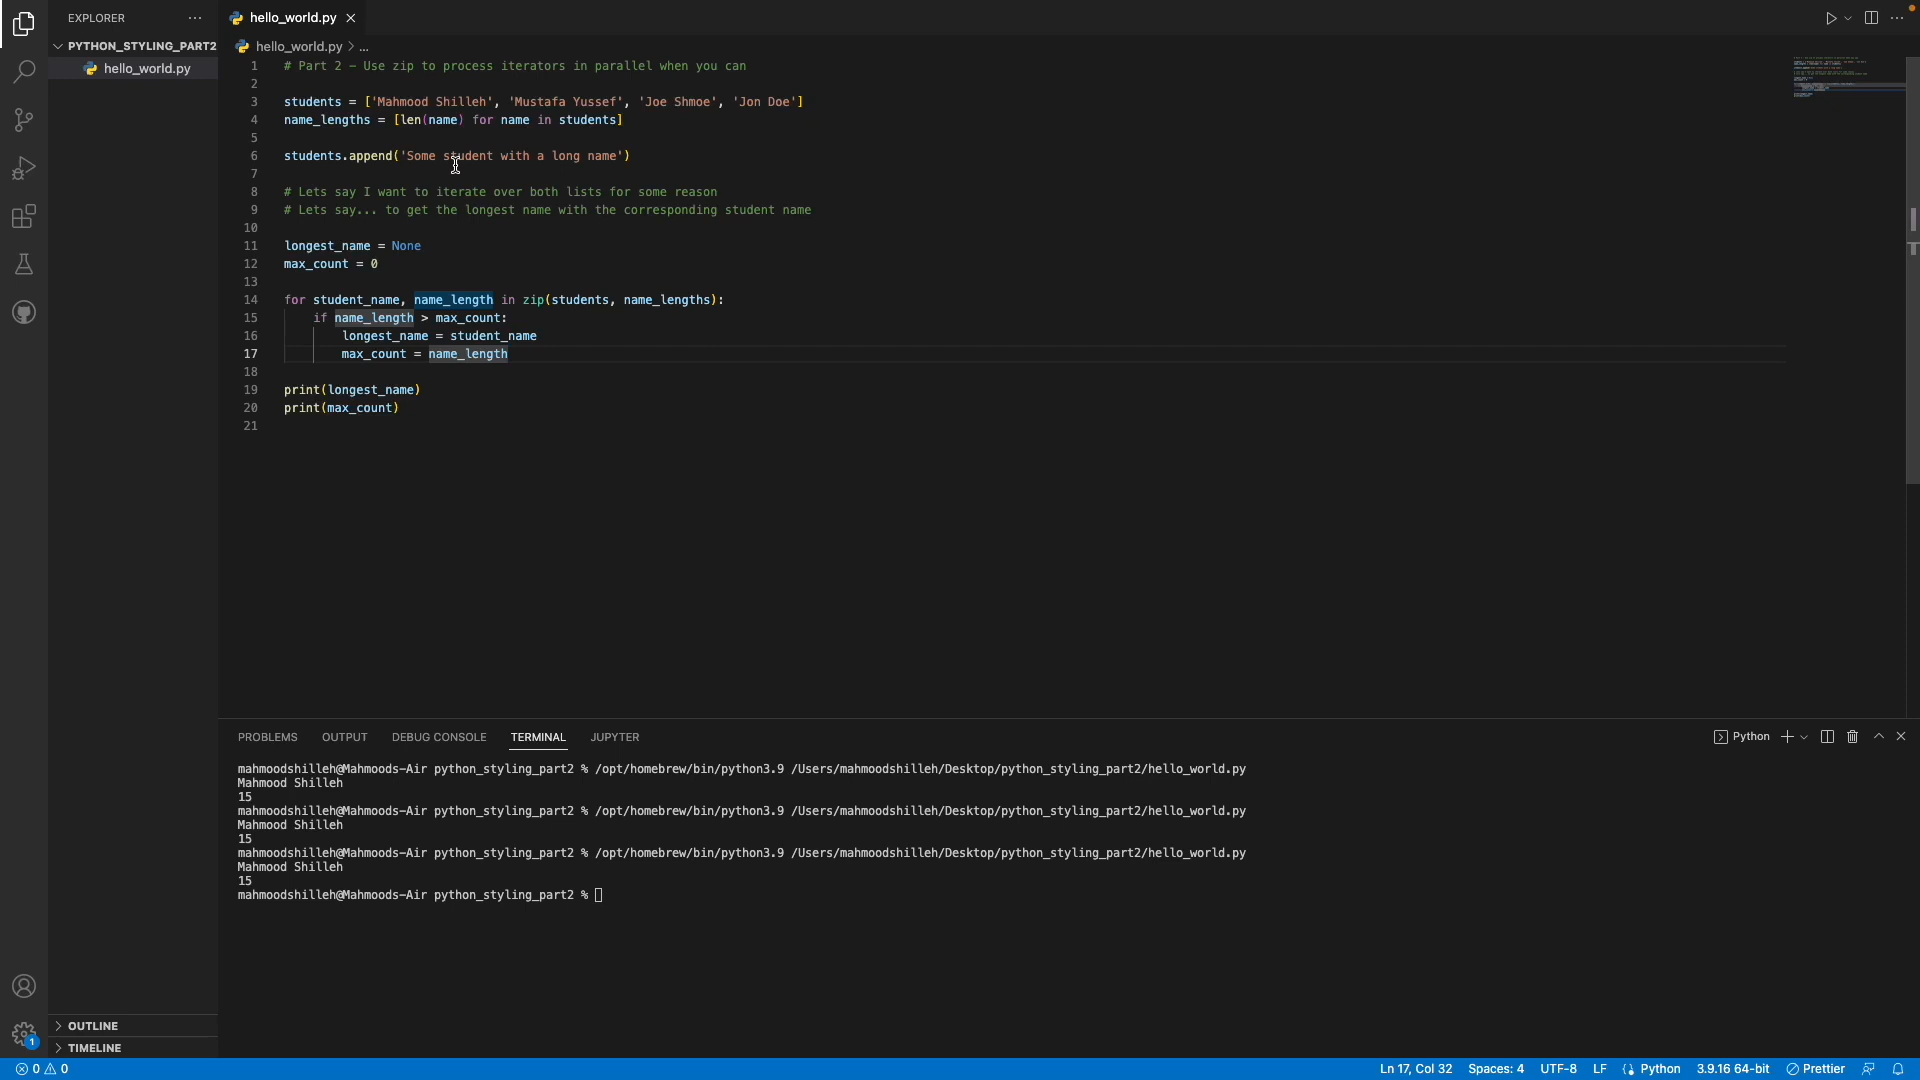 EXPLORER
PYTHON_STYLING_PART2
hello_world.py
OUTLINE
TIMELINE
hello_world.py
hello_world.py > ...
1 # Part 2 - Use zip to process iterators in parallel when you can
2
3 students = ['Mahmood Shilleh', 'Mustafa Yussef', 'Joe Shmoe', 'Jon Doe']
4 name_lengths = [len(name) for name in students]
5
6 students.append('Some student with a long name')
7
8 # Lets say I want to iterate over both lists for some reason
9 # Lets say... to get the longest name with the corresponding student name
10
11 longest_name = None
12 max_count = 0
13
14 for student_name, name_length in zip(students, name_lengths):
15     if name_length > max_count:
16         longest_name = student_name
17         max_count = name_length
18
19 print(longest_name)
20 print(max_count)
21
PROBLEMS OUTPUT DEBUG CONSOLE TERMINAL JUPYTER
Python
mahmoodshilleh@Mahmoods-Air python_styling_part2 % /opt/homebrew/bin/python3.9 /Users/mahmoodshilleh/Desktop/python_styling_part2/hello_world.py
Mahmood Shilleh
15
mahmoodshilleh@Mahmoods-Air python_styling_part2 % /opt/homebrew/bin/python3.9 /Users/mahmoodshilleh/Desktop/python_styling_part2/hello_world.py
Mahmood Shilleh
15
mahmoodshilleh@Mahmoods-Air python_styling_part2 % /opt/homebrew/bin/python3.9 /Users/mahmoodshilleh/Desktop/python_styling_part2/hello_world.py
Mahmood Shilleh
15
mahmoodshilleh@Mahmoods-Air python_styling_part2 %
1
0 0 Ln 17, Col 32 Spaces: 4 UTF-8 LF Python 3.9.16 64-bit Prettier